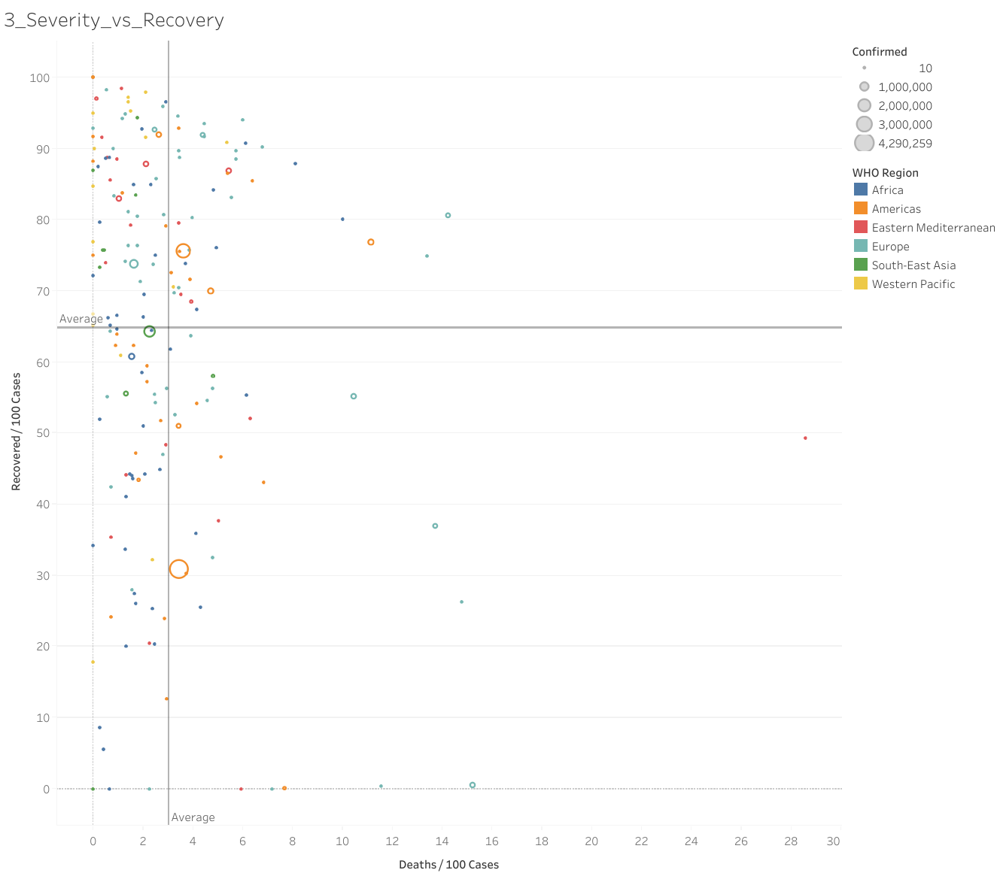 3_Severity_vs_Recovery
Confirmed
10
1,000,000
2,000,000
3,000,000
4,290,259
WHO Region
Africa
Americas
Eastern Mediterranean
Europe
South-East Asia
Western Pacific
Recovered / 100 Cases
100
90
80
70
Average
60
50
40
30
20
10
0
Average
0 2 4 6 8 10 12 14 16 18 20 22 24 26 28 30
Deaths / 100 Cases